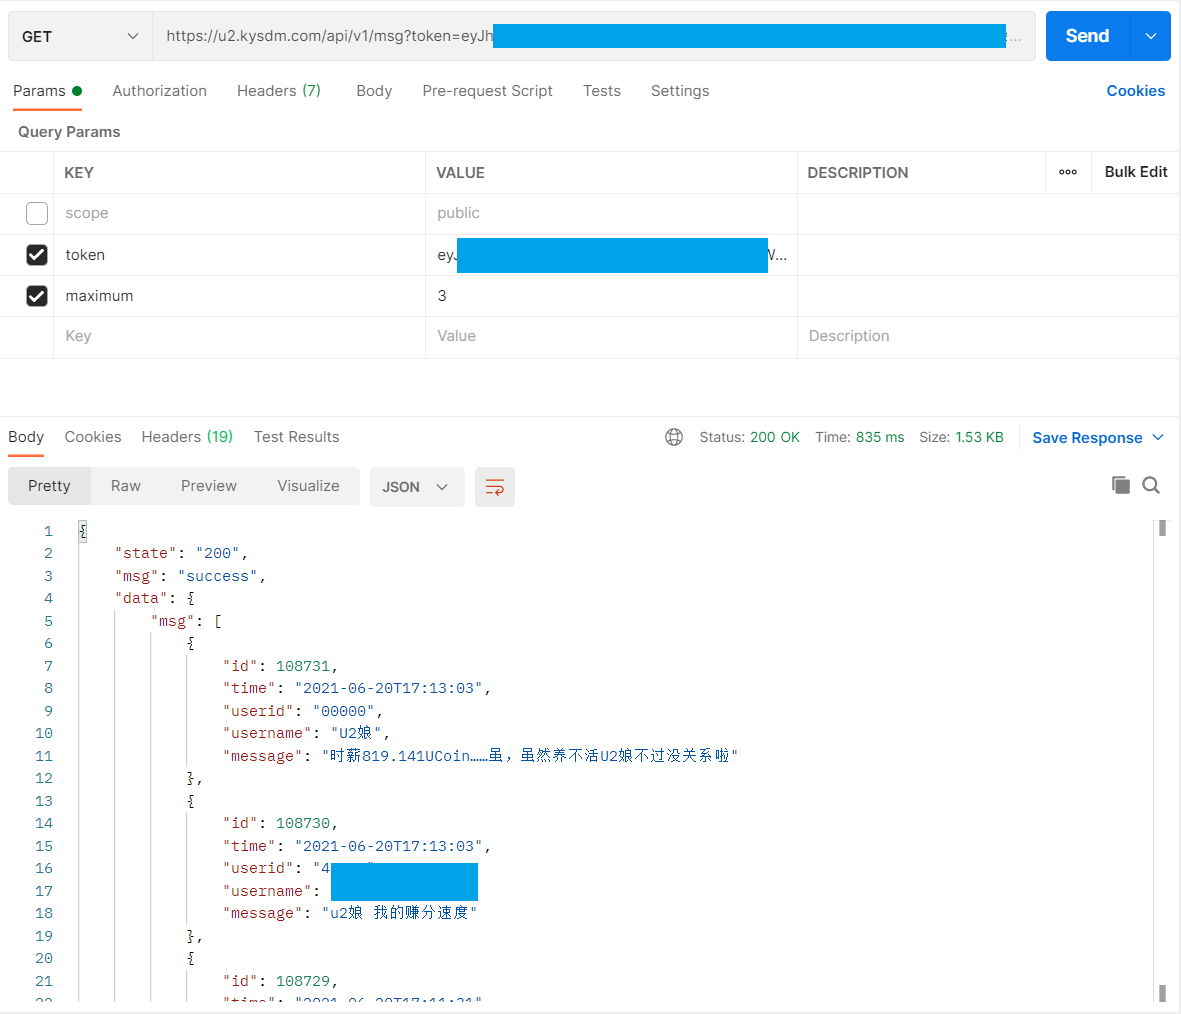 GET https://u2.kysdm.com/api/v1/msg?token=eyJh ... Send
Params Authorization Headers (7) Body Pre-request Script Tests Settings Cookies
Query Params
KEY VALUE DESCRIPTION Bulk Edit
scope public
token eyJ W...
maximum 3
Key Value Description
Body Cookies Headers (19) Test Results Status: 200 OK Time: 835 ms Size: 1.53 KB Save Response
Pretty Raw Preview Visualize JSON
1 {
2 "state": "200",
3 "msg": "success",
4 "data": {
5 "msg": [
6 {
7 "id": 108731,
8 "time": "2021-06-20T17:13:03",
9 "userid": "00000",
10 "username": "U2娘",
11 "message": "时薪819.141UCoin……虽，虽然养不活U2娘不过没关系啦"
12 },
13 {
14 "id": 108730,
15 "time": "2021-06-20T17:13:03",
16 "userid": "4
17 "username":
18 "message": "u2娘 我的赚分速度"
19 },
20 {
21 "id": 108729,
22 "time": "2021-06-20T17:11:31"